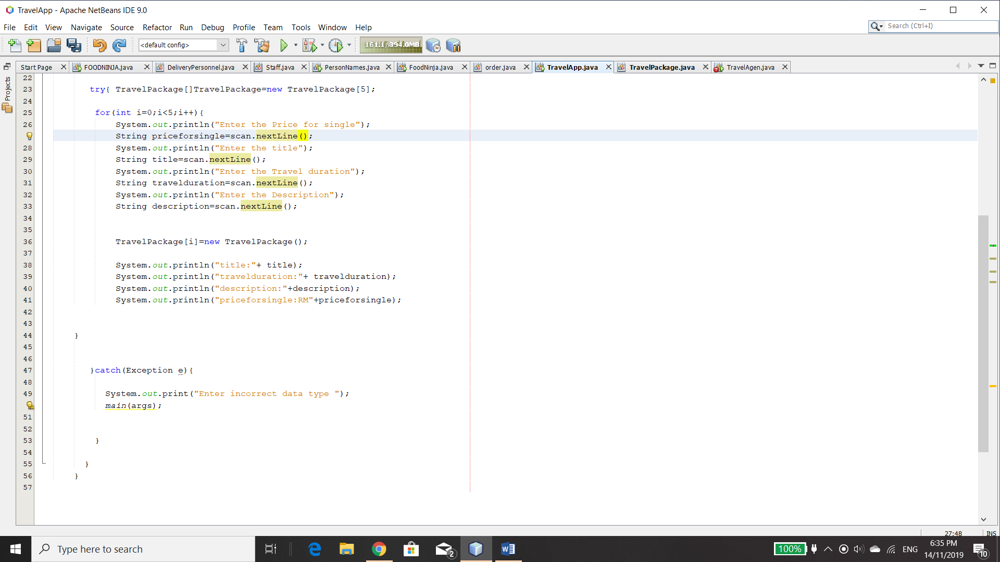 TravelApp - Apache NetBeans IDE 9.0
File Edit View Navigate Source Refactor Run Debug Profile Team Tools Window Help
Search (Ctrl+I)
<default config>
161.1/394.0MB
Start Page FOODNINJA.java DeliveryPersonnel.java Staff.java PersonNames.java FoodNinja.java order.java TravelApp.java TravelPackage.java TravelAgen.java
Projects
22
23 try{ TravelPackage[]TravelPackage=new TravelPackage[5];
24
25 for(int i=0;i<5;i++){
26 System.out.println("Enter the Price for single");
String priceforsingle=scan.nextLine();
28 System.out.println("Enter the title");
29 String title=scan.nextLine();
30 System.out.println("Enter the Travel duration");
31 String travelduration=scan.nextLine();
32 System.out.println("Enter the Description");
33 String description=scan.nextLine();
34
35
36 TravelPackage[i]=new TravelPackage();
37
38 System.out.println("title:"+ title);
39 System.out.println("travelduration:"+ travelduration);
40 System.out.println("description:"+description);
41 System.out.println("priceforsingle:RM"+priceforsingle);
42
43
44 }
45
46
47 }catch(Exception e){
48
49 System.out.print("Enter incorrect data type ");
main(args);
51
52
53 }
54
55 }
56 }
57
27:48 INS
Type here to search
2
100%
ENG
6:35 PM
14/11/2019
10